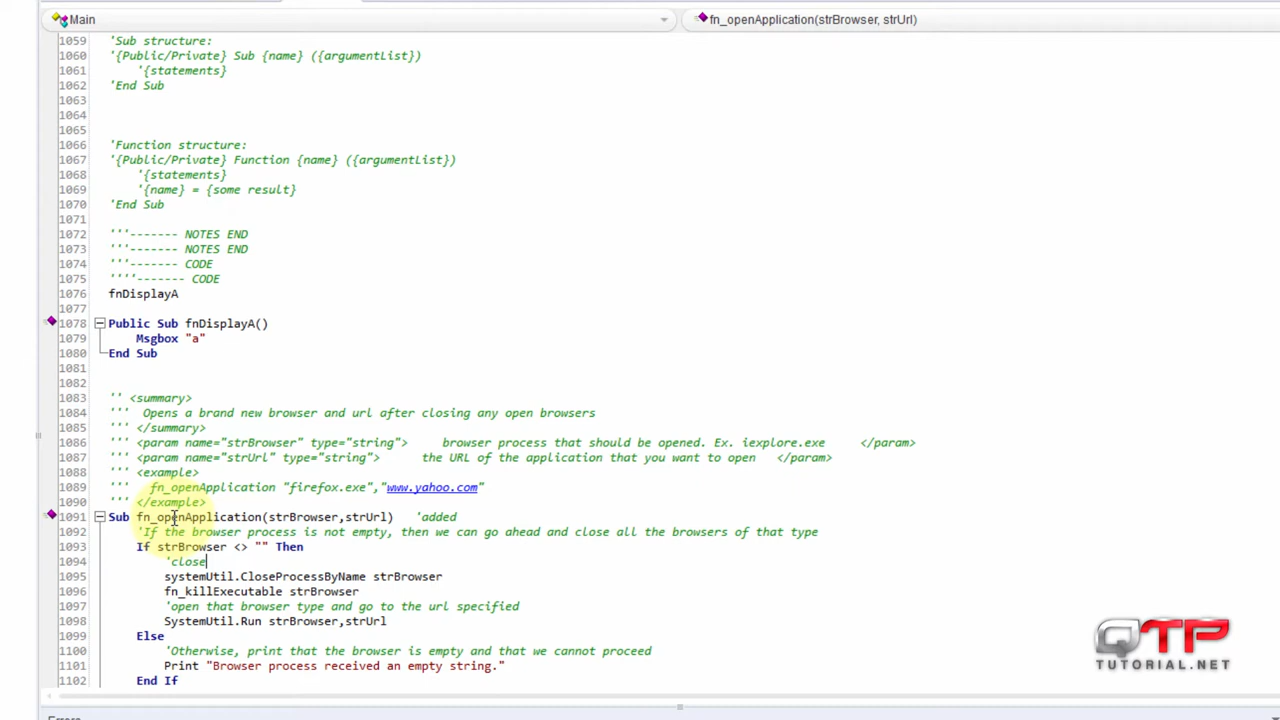 Main
fn_openApplication(strBrowser, strUrl)
1059 'Sub structure:
1060 '{Public/Private} Sub {name} ({argumentList})
1061 '{statements}
1062 'End Sub
1063
1064
1065
1066 'Function structure:
1067 '{Public/Private} Function {name} ({argumentList})
1068 '{statements}
1069 '{name} = {some result}
1070 'End Sub
1071
1072 '''------- NOTES END
1073 '''------- NOTES END
1074 '''------- CODE
1075 ''''------- CODE
1076 fnDisplayA
1077
1078 Public Sub fnDisplayA()
1079 Msgbox "a"
1080 End Sub
1081
1082
1083 '' <summary>
1084 ''' Opens a brand new browser and url after closing any open browsers
1085 ''' </summary>
1086 ''' <param name="strBrowser" type="string"> browser process that should be opened. Ex. iexplore.exe </param>
1087 ''' <param name="strUrl" type="string"> the URL of the application that you want to open </param>
1088 ''' <example>
1089 ''' fn_openApplication "firefox.exe","www.yahoo.com"
1090 ''' </example>
1091 Sub fn_openApplication(strBrowser,strUrl) 'added
1092 'If the browser process is not empty, then we can go ahead and close all the browsers of that type
1093 If strBrowser <> "" Then
1094 'close
1095 systemUtil.CloseProcessByName strBrowser
1096 fn_killExecutable strBrowser
1097 'open that browser type and go to the url specified
1098 SystemUtil.Run strBrowser,strUrl
1099 Else
1100 'Otherwise, print that the browser is empty and that we cannot proceed
1101 Print "Browser process received an empty string."
1102 End If
QTP
TUTORIAL.NET